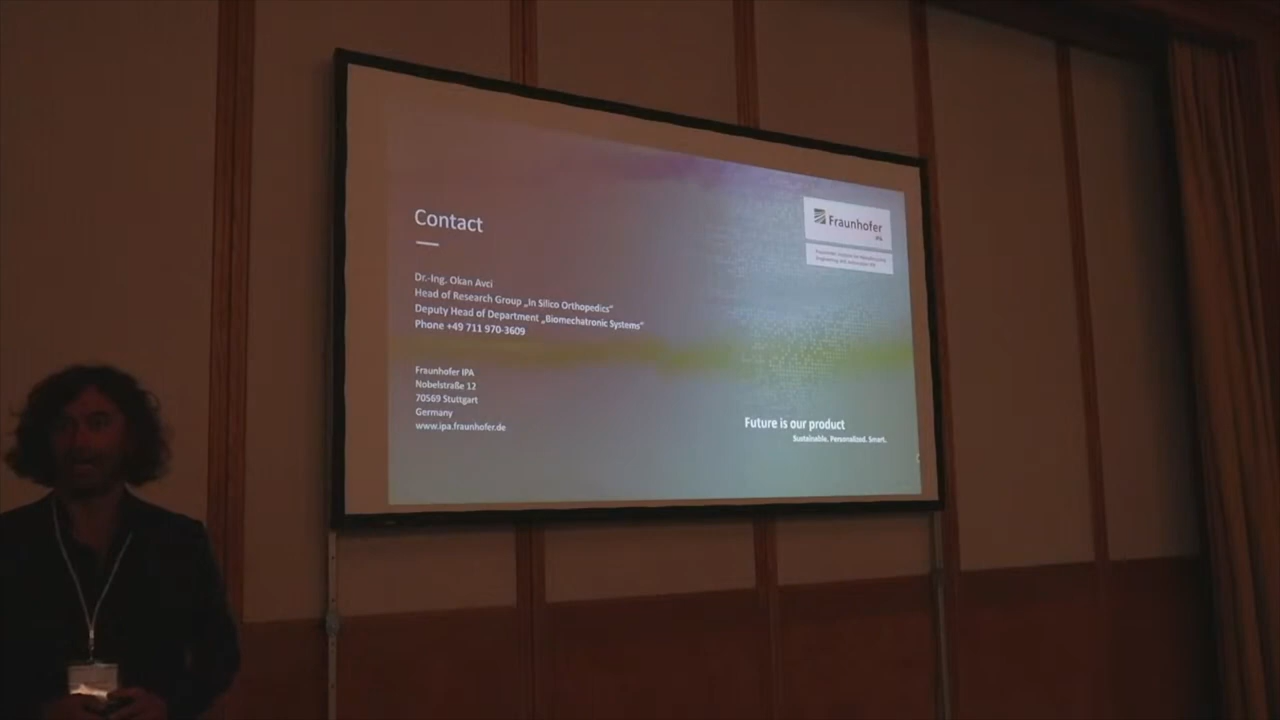 Contact
Dr.-Ing. Okan Avci
Head of Research Group „In Silico Orthopedics“
Deputy Head of Department „Biomechatronic Systems“
Phone +49 711 970-3609
Fraunhofer IPA
Nobelstraße 12
70569 Stuttgart
Germany
www.ipa.fraunhofer.de
Fraunhofer
IPA
Future is our product
Sustainable. Personalized. Smart.